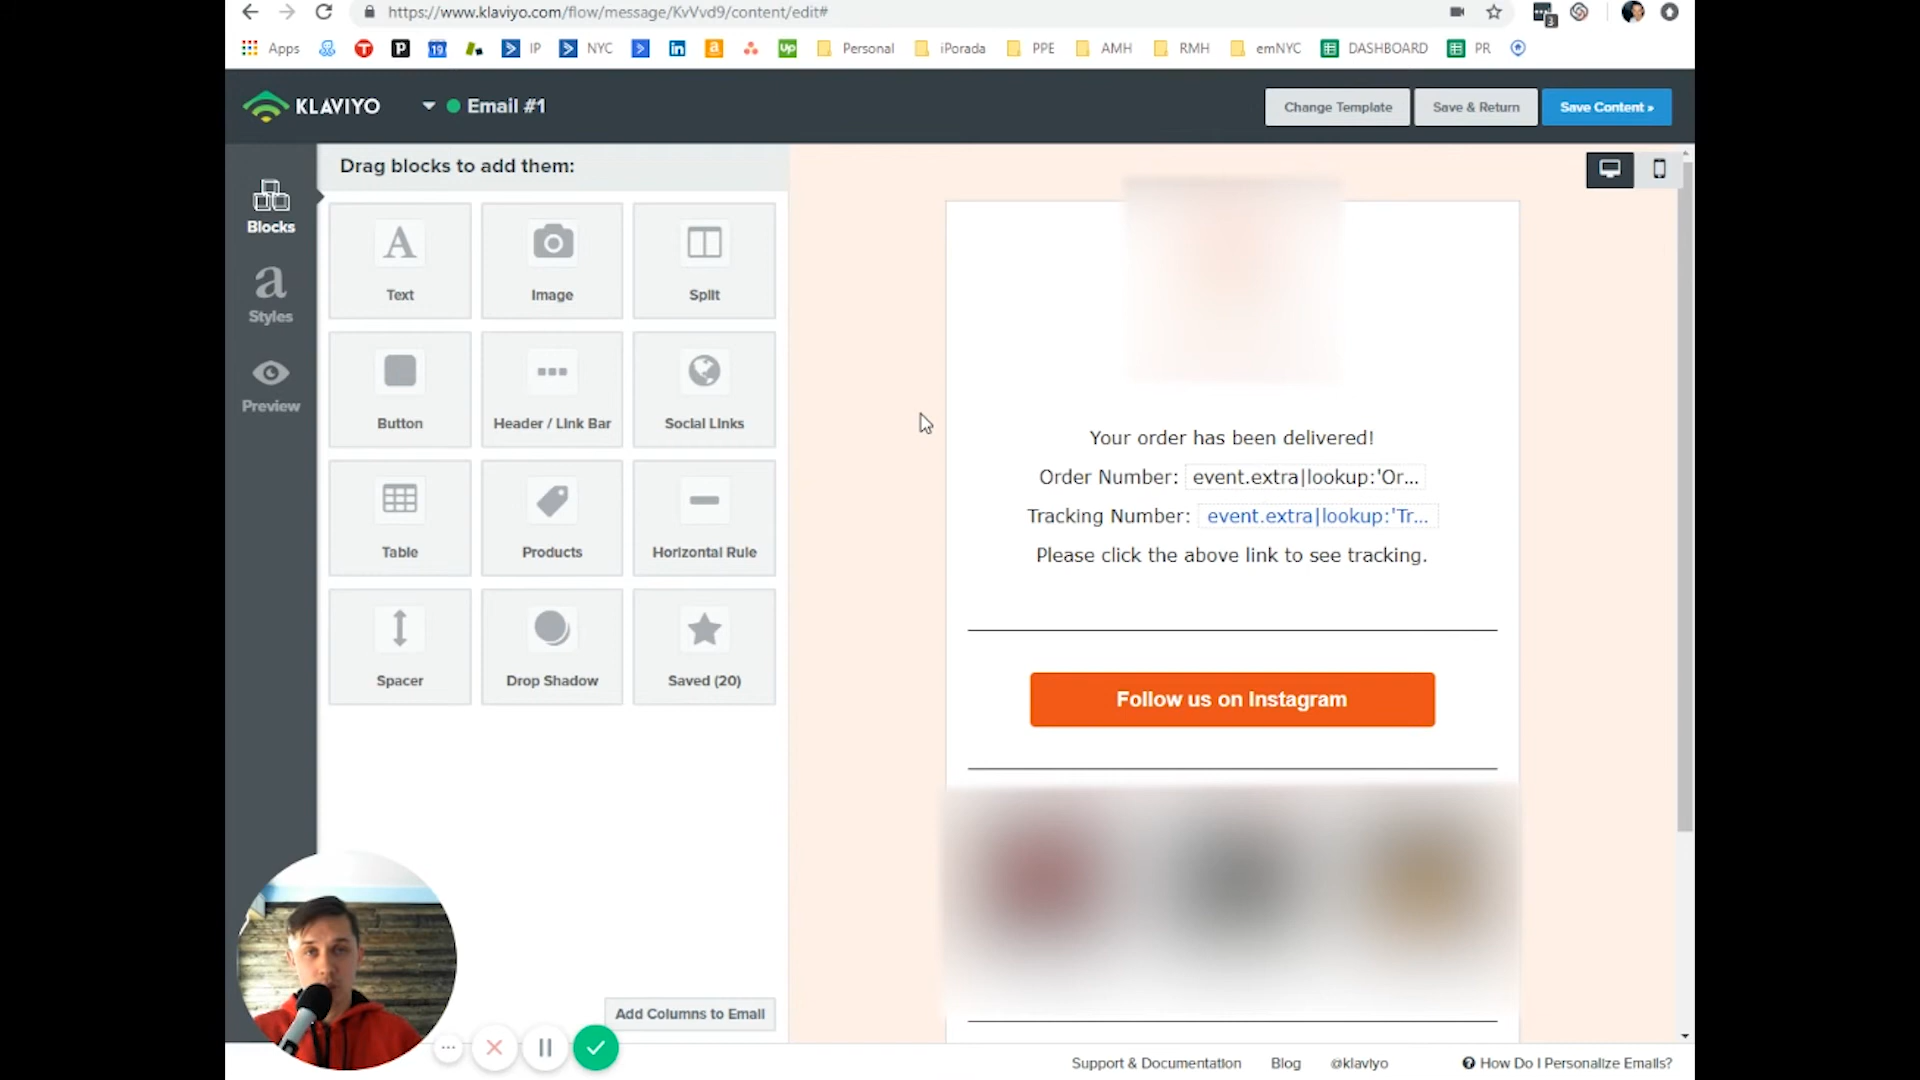 https://www.klaviyo.com/flow/message/KvVvd9/content/edit#
3
Apps
19
IP
NYC
in
a
Up
Personal
iPorada
PPE
AMH
RMH
emNYC
DASHBOARD
PR
KLAVIYO
Email #1
Change Template
Save & Return
Save Content »
Blocks
Styles
Preview
Drag blocks to add them:
Text
Image
Split
Button
Header / Link Bar
Social Links
Table
Products
Horizontal Rule
Spacer
Drop Shadow
Saved (20)
Add Columns to Email
Your order has been delivered!
Order Number: event.extra|lookup:'Or...
Tracking Number: event.extra|lookup:'Tr...
Please click the above link to see tracking.
Follow us on Instagram
Support & Documentation
Blog
@klaviyo
How Do I Personalize Emails?